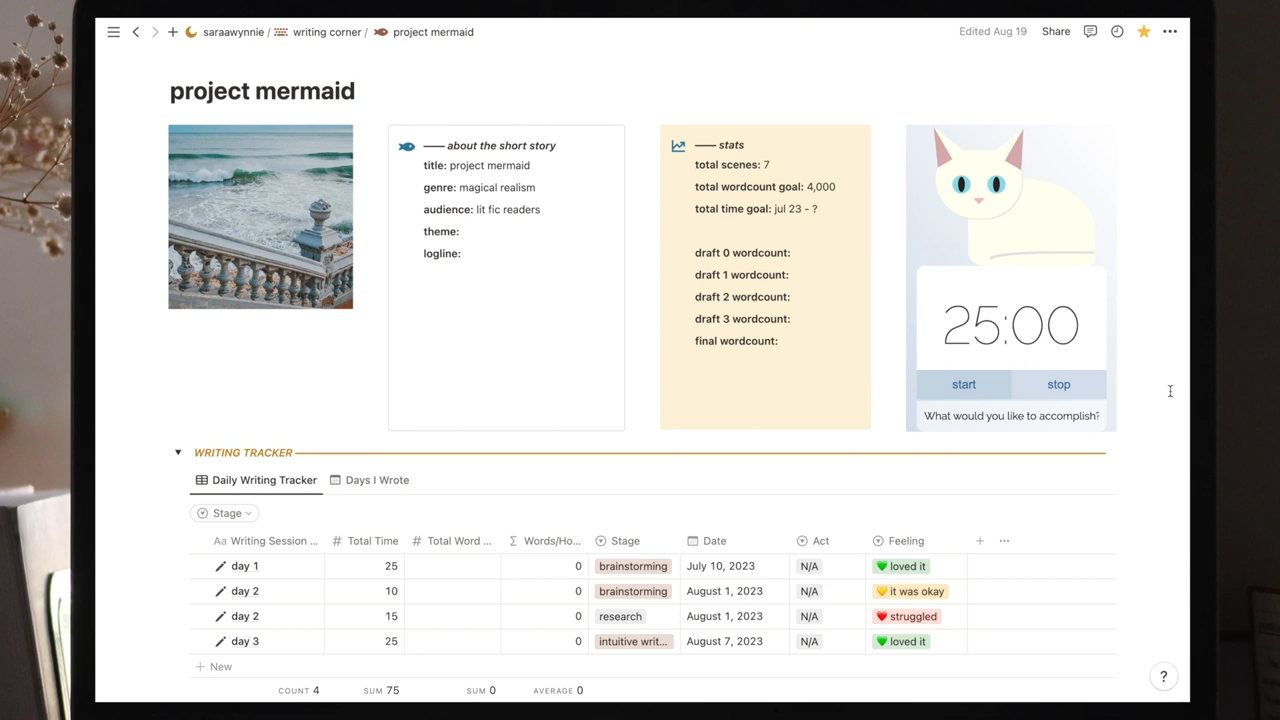 saraawynnie / writing corner / project mermaid
Edited Aug 19 Share
project mermaid
about the short story
title: project mermaid
genre: magical realism
audience: lit fic readers
theme:
logline:
stats
total scenes: 7
total wordcount goal: 4,000
total time goal: jul 23 - ?
draft 0 wordcount:
draft 1 wordcount:
draft 2 wordcount:
draft 3 wordcount:
final wordcount:
25:00
start stop
What would you like to accomplish?
WRITING TRACKER
Daily Writing Tracker Days I Wrote
Stage
Aa Writing Session ... # Total Time # Total Word ... Σ Words/Ho... Stage Date Act Feeling + ...
day 1 25 0 brainstorming July 10, 2023 N/A loved it
day 2 10 0 brainstorming August 1, 2023 N/A it was okay
day 2 15 0 research August 1, 2023 N/A struggled
day 3 25 0 intuitive writ... August 7, 2023 N/A loved it
+ New
COUNT 4 SUM 75 SUM 0 AVERAGE 0
?